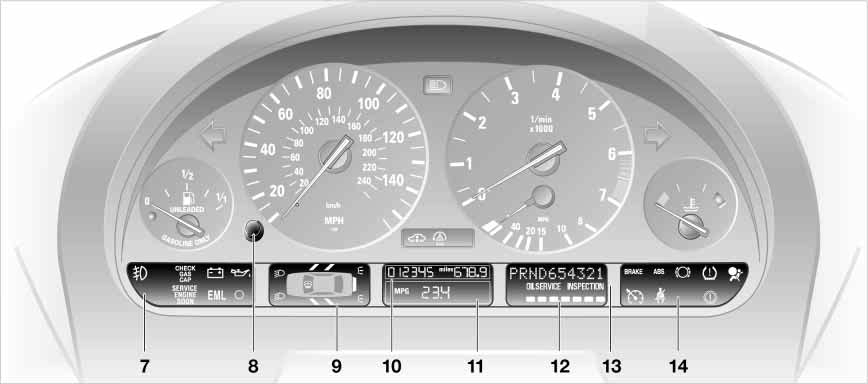 80
60
100
40
120
20
140
20
40
60
80
100
120
140
160
180
200
220
240
km/h
MPH
0
1/2
1/1
UNLEADED
GASOLINE ONLY
0
1
2
3
4
5
6
7
1/min
x1000
MPG
40
20
15
10
8
CHECK
GAS
CAP
SERVICE
ENGINE
SOON
EML
012345 miles 678.9
MPG 23.4
PRND654321
OILSERVICE INSPECTION
BRAKE
ABS
7
8
9
10
11
12
13
14